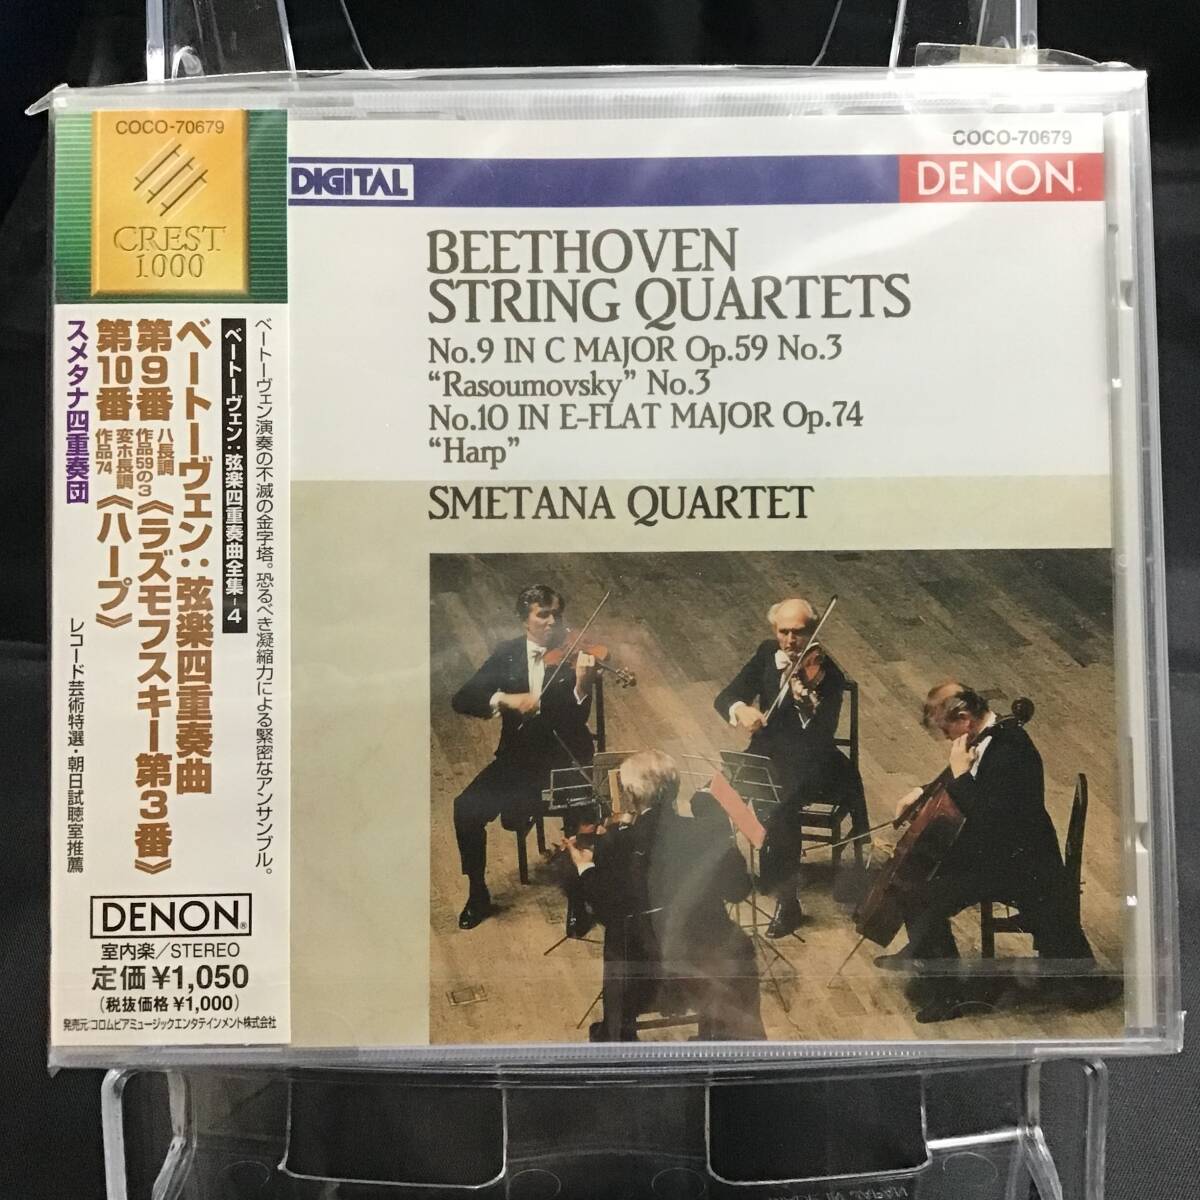 COCO-70679
CREST
1000
ベートーヴェン演奏の不滅の金字塔。恐るべき凝縮力による緊密なアンサンブル。
ベートーヴェン：弦楽四重奏曲全集-4
ベートーヴェン：弦楽四重奏曲
第9番 ハ長調 作品59の3 《ラズモフスキー第3番》
第10番 変ホ長調 作品74 《ハープ》
スメタナ四重奏団
レコード芸術特選・朝日試聴室推薦
DENON®
室内楽/STEREO
定価￥1,050
(税抜価格￥1,000)
発売元:コロムビアミュージックエンタテインメント株式会社
COCO-70679
DIGITAL
DENON
BEETHOVEN
STRING QUARTETS
No.9 IN C MAJOR Op.59 No.3
“Rasoumovsky” No.3
No.10 IN E-FLAT MAJOR Op.74
“Harp”
SMETANA QUARTET